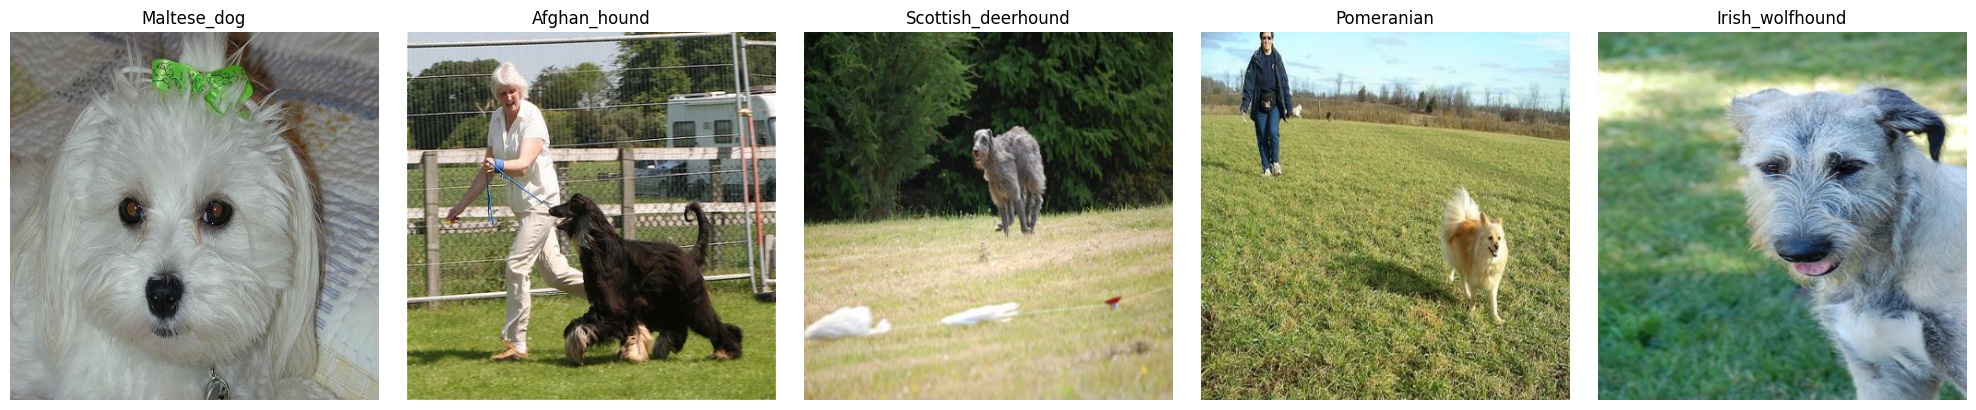 Maltese_dog
Afghan_hound
Scottish_deerhound
Pomeranian
Irish_wolfhound